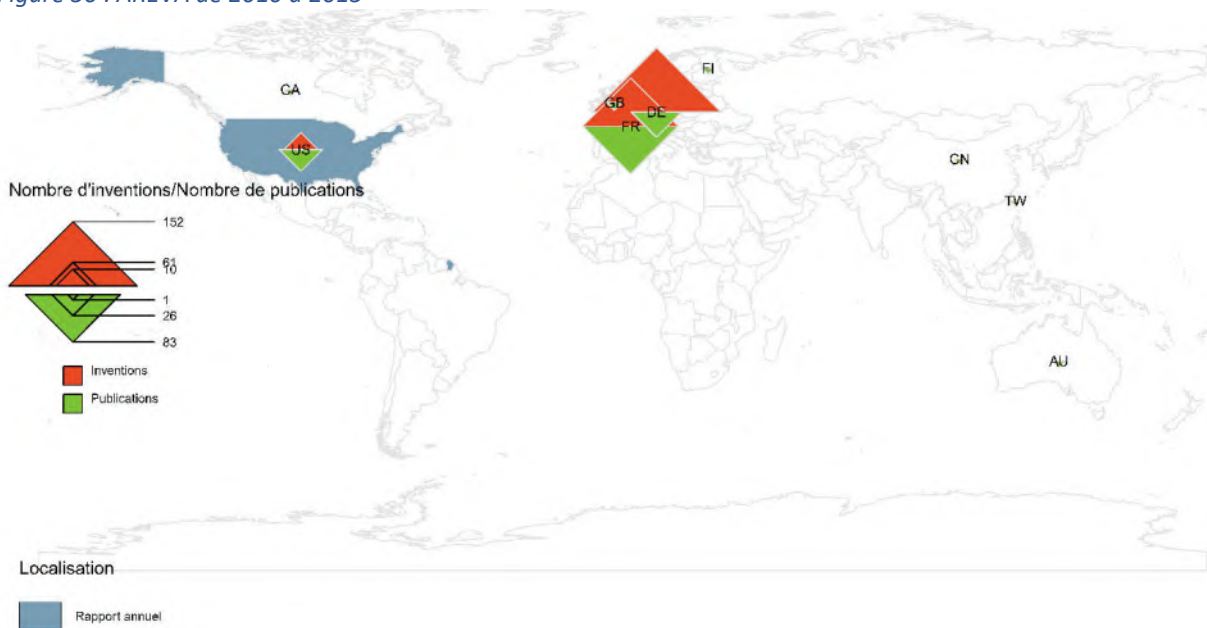 FI
CA
GB
DE
FR
US
CN
Nombre d'inventions/Nombre de publications
TW
152
61
10
1
26
83
AU
Inventions
Publications
Localisation
Rapport annuel